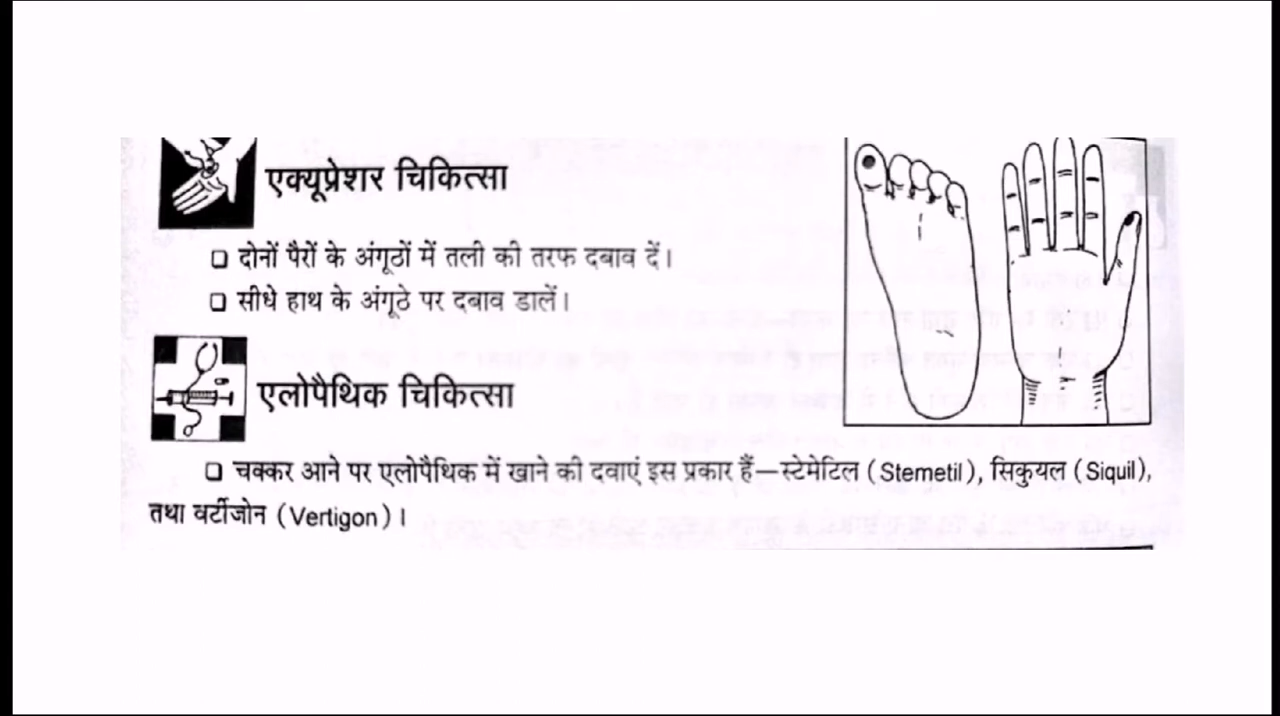 एक्यूप्रेशर चिकित्सा
❑ दोनों पैरों के अंगूठों में तली की तरफ दबाव दें।
❑ सीधे हाथ के अंगूठे पर दबाव डालें।
एलोपैथिक चिकित्सा
❑ चक्कर आने पर एलोपैथिक में खाने की दवाएं इस प्रकार हैं—स्टेमेटिल (Stemetil), सिकुयल (Siquil),
तथा वर्टीजोन (Vertigon)।